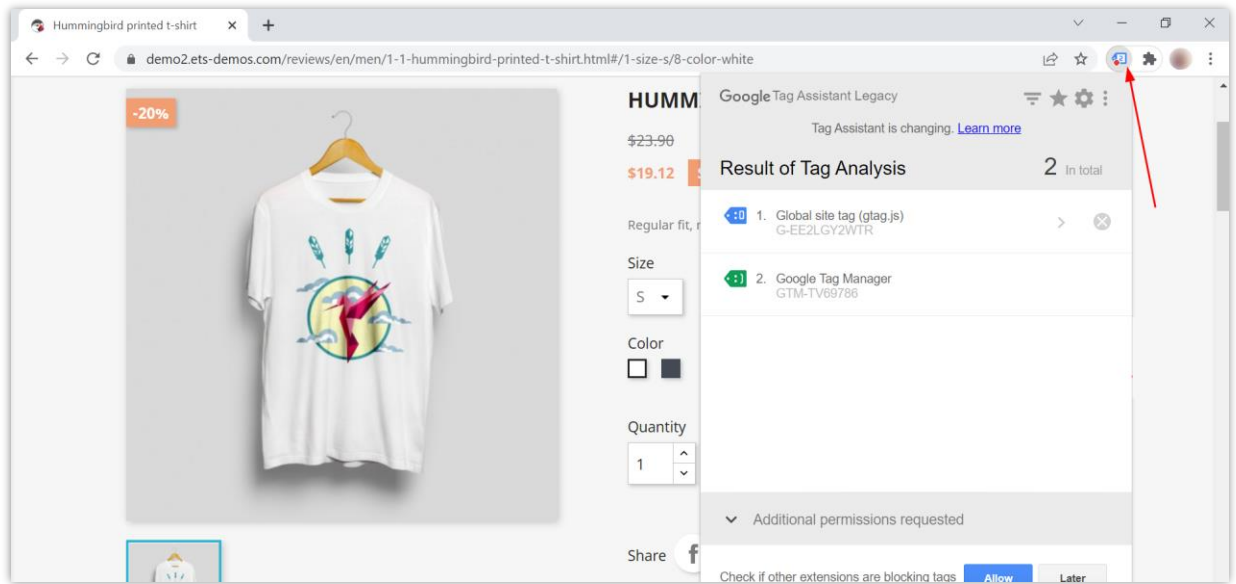 Hummingbird printed t-shirt
demo2.ets-demos.com/reviews/en/men/1-1-hummingbird-printed-t-shirt.html#/1-size-s/8-color-white
-20%
HUMM
$23.90
$19.12
Regular fit,
Size
S
Color
Quantity
1
Share
Google Tag Assistant Legacy
Tag Assistant is changing. Learn more
Result of Tag Analysis
2 In total
1. Global site tag (gtag.js)
G-EE2LGY2WTR
2. Google Tag Manager
GTM-TV69786
Additional permissions requested
Check if other extensions are blocking tags
Allow
Later